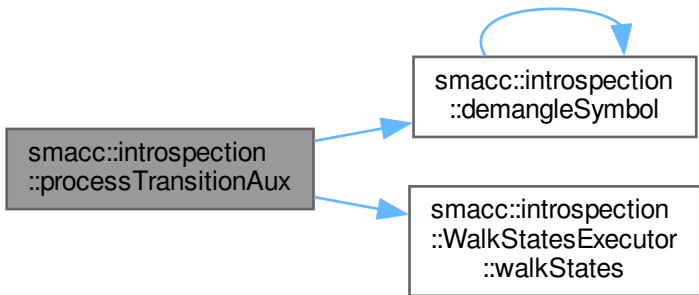 smacc::introspection
::processTransitionAux
smacc::introspection
::demangleSymbol
smacc::introspection
::WalkStatesExecutor
::walkStates